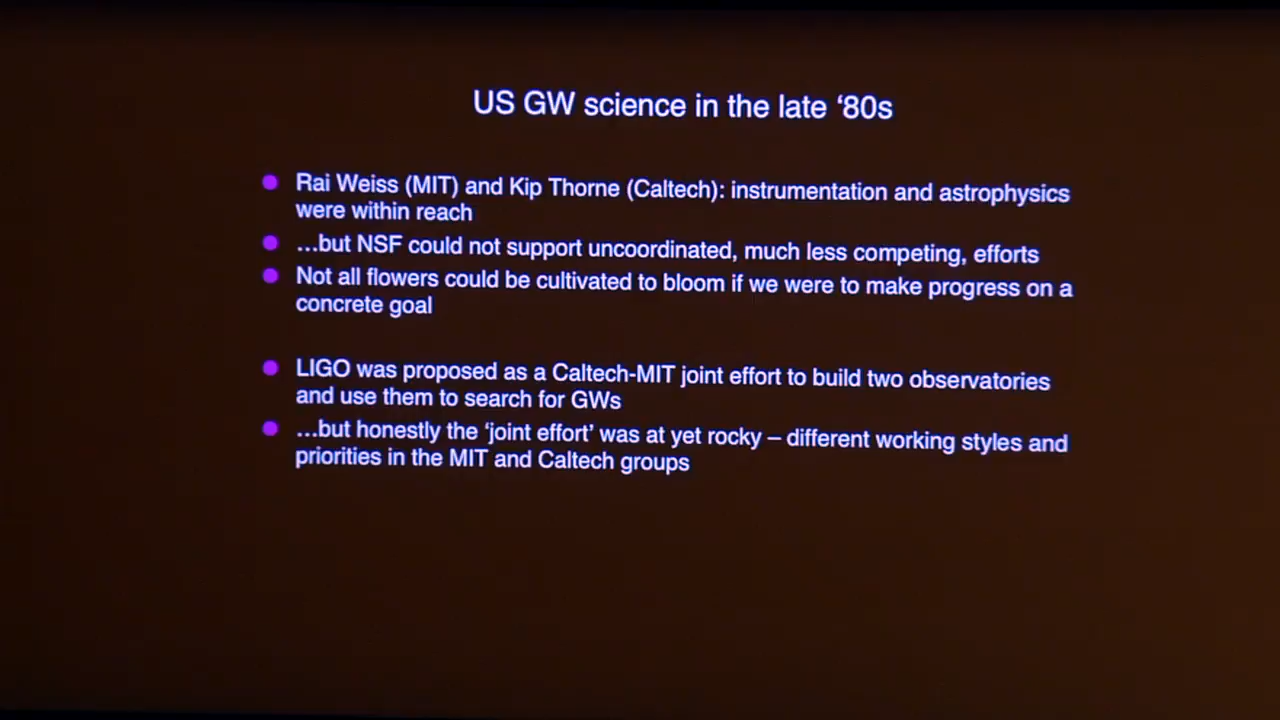 US GW science in the late ‘80s
Rai Weiss (MIT) and Kip Thorne (Caltech): instrumentation and astrophysics
were within reach
…but NSF could not support uncoordinated, much less competing, efforts
Not all flowers could be cultivated to bloom if we were to make progress on a
concrete goal
LIGO was proposed as a Caltech-MIT joint effort to build two observatories
and use them to search for GWs
…but honestly the ‘joint effort’ was at yet rocky – different working styles and
priorities in the MIT and Caltech groups